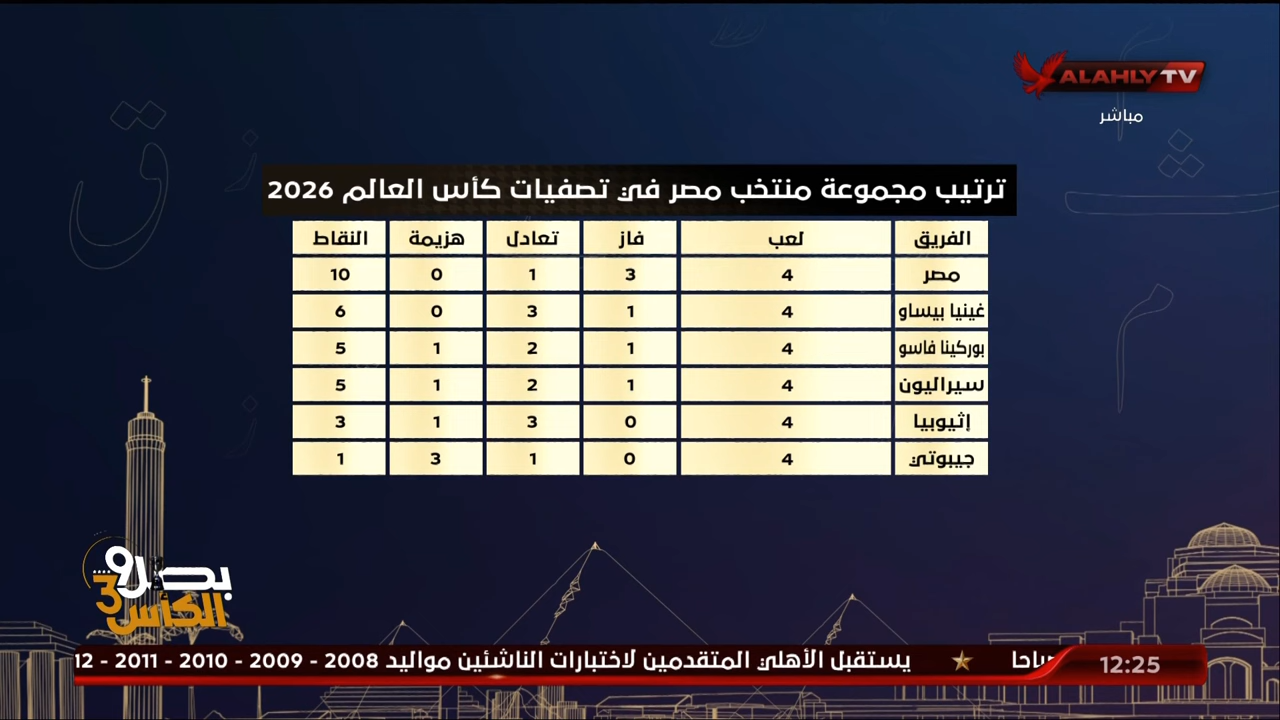 ALAHLY TV
مباشر
ترتيب مجموعة منتخب مصر في تصفيات كأس العالم 2026
الفريق لعب فاز تعادل هزيمة النقاط
مصر 4 3 1 0 10
غينيا بيساو 4 1 3 0 6
بوركينا فاسو 4 1 2 1 5
سيراليون 4 1 2 1 5
إثيوبيا 4 0 3 1 3
جيبوتي 4 0 1 3 1
الكأس
12:25
يستقبل الأهلي المتقدمين لاختبارات الناشئين مواليد 2008 - 2009 - 2010 - 2011 - 12